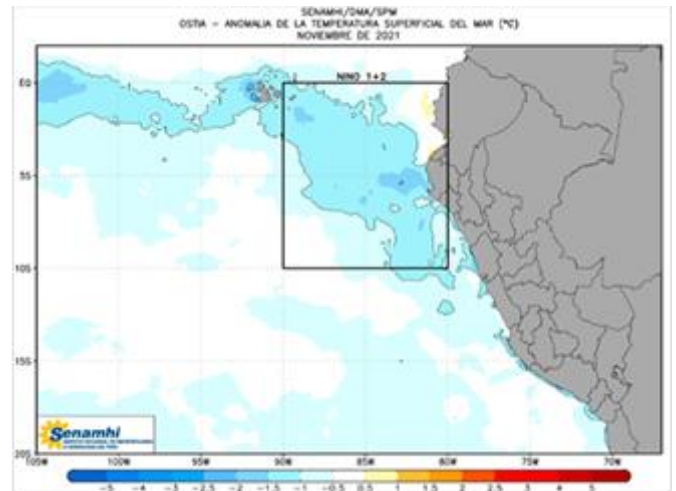 SENAMHI/DMA/SPM
OSTIA - ANOMALIA DE LA TEMPERATURA SUPERFICIAL DEL MAR (°C)
NOVIEMBRE DE 2021
NINO 1+2
EQ
5S
10S
15S
20S
-1
Senamhi
105W 100W 95W 90W 85W 80W 75W 70W
-5 -4 -3 -2.5 -2 -1.5 -1 -0.5 0.5 1 1.5 2 2.5 3 4 5